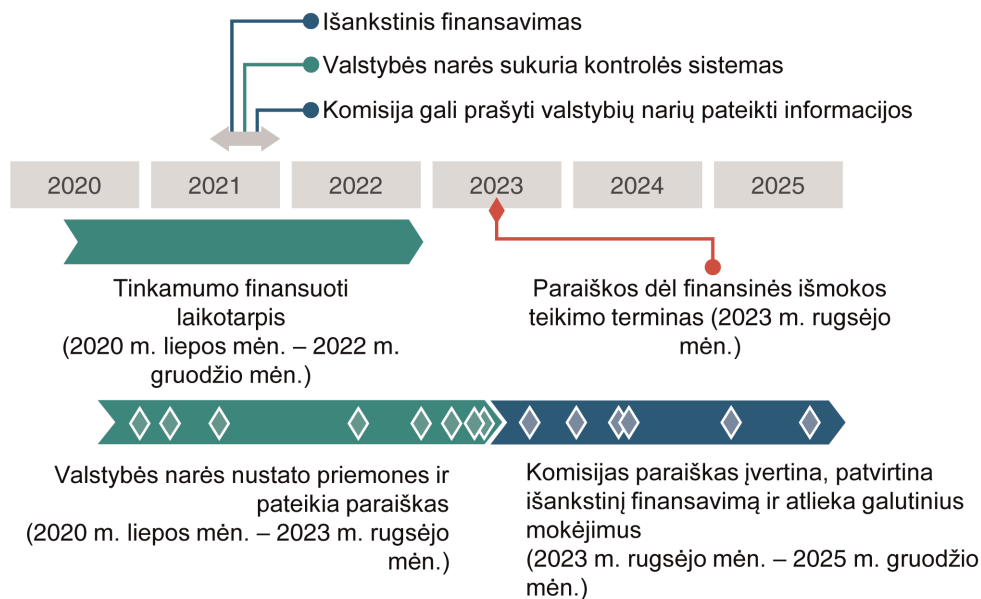 Išankstinis finansavimas
Valstybės narės sukuria kontrolės sistemas
Komisija gali prašyti valstybių narių pateikti informacijos
2020
2021
2022
2023
2024
2025
Tinkamumo finansuoti
laikotarpis
(2020 m. liepos mėn. – 2022 m.
gruodžio mėn.)
Paraiškos dėl finansinės išmokos
teikimo terminas (2023 m. rugsėjo
mėn.)
Valstybės narės nustato priemones ir
pateikia paraiškas
(2020 m. liepos mėn. – 2023 m. rugsėjo
mėn.)
Komisijas paraiškas įvertina, patvirtina
išankstinį finansavimą ir atlieka galutinius
mokėjimus
(2023 m. rugsėjo mėn. – 2025 m. gruodžio
mėn.)